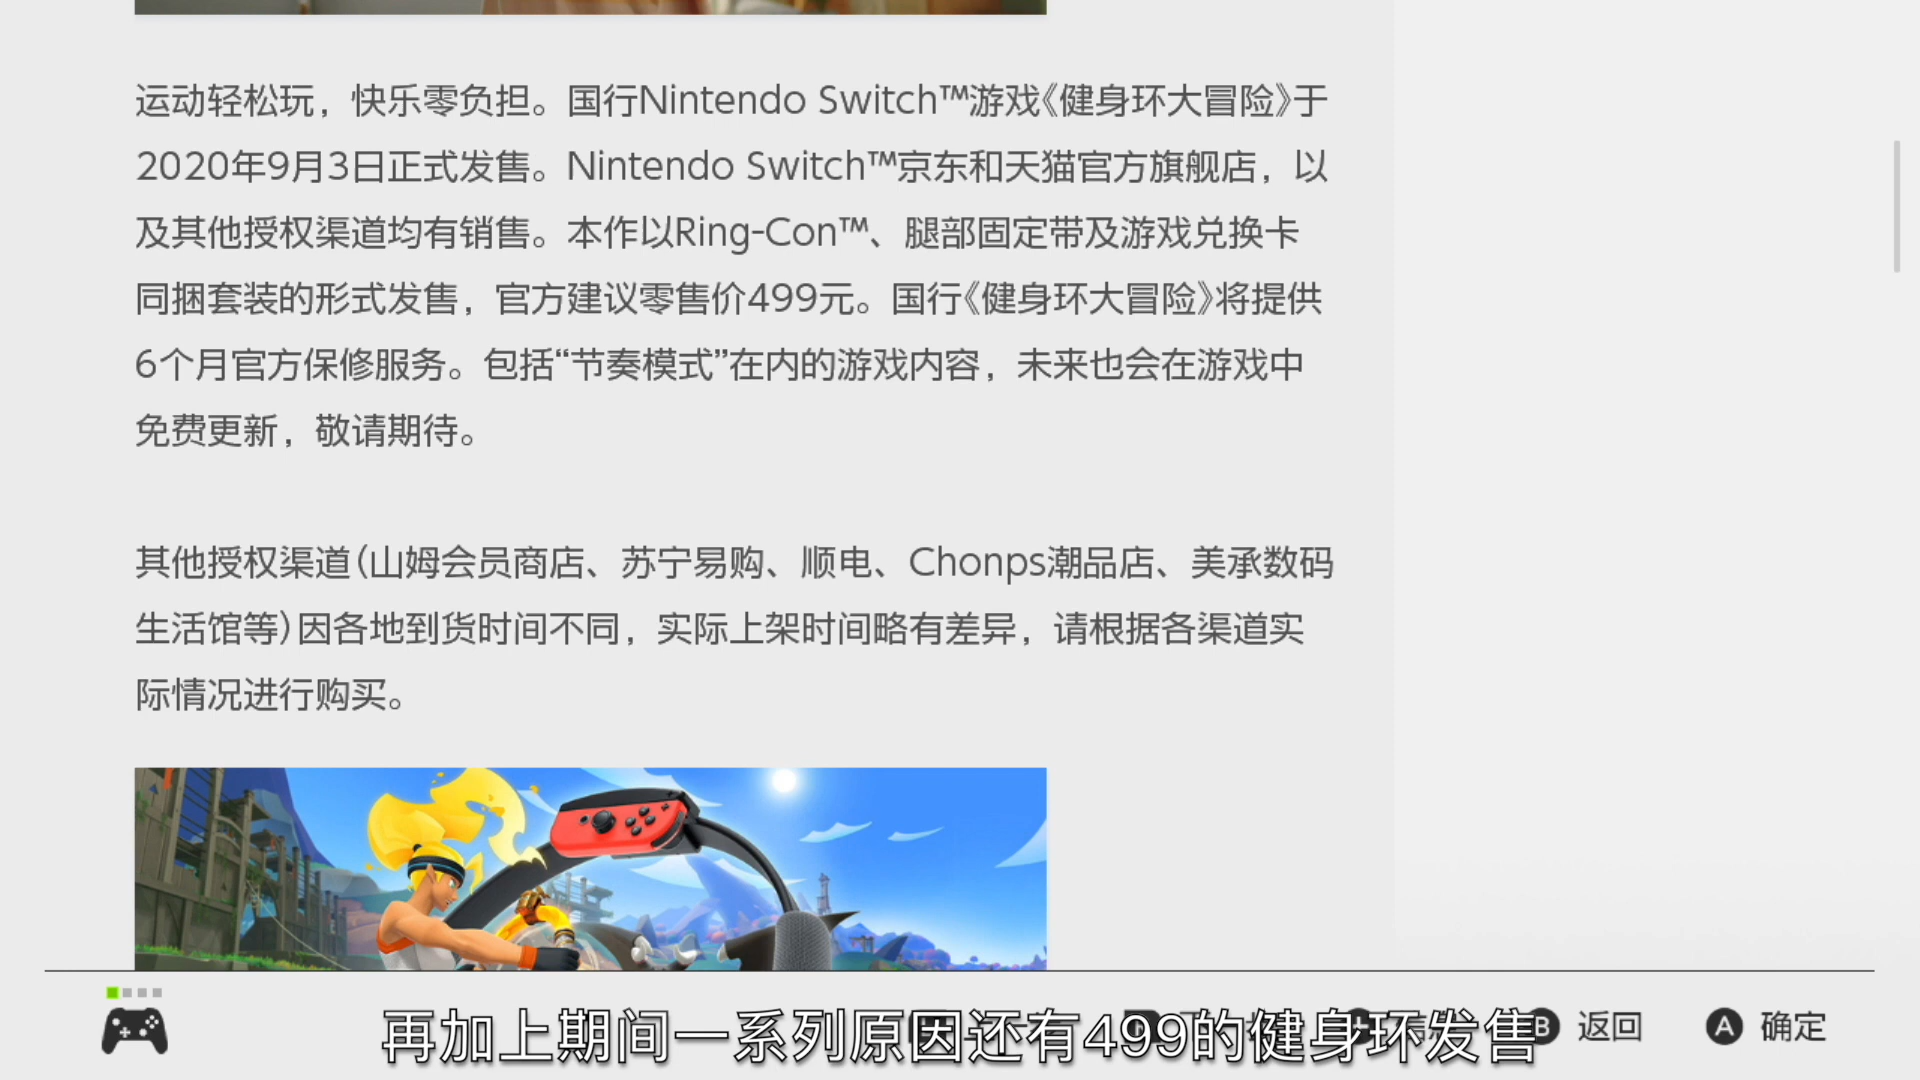 运动轻松玩，快乐零负担。国行Nintendo Switch™游戏《健身环大冒险》于
2020年9月3日正式发售。Nintendo Switch™京东和天猫官方旗舰店，以
及其他授权渠道均有销售。本作以Ring-Con™、腿部固定带及游戏兑换卡
同捆套装的形式发售，官方建议零售价499元。国行《健身环大冒险》将提供
6个月官方保修服务。包括“节奏模式”在内的游戏内容，未来也会在游戏中
免费更新，敬请期待。
其他授权渠道(山姆会员商店、苏宁易购、顺电、Chonps潮品店、美承数码
生活馆等)因各地到货时间不同，实际上架时间略有差异，请根据各渠道实
际情况进行购买。
再加上期间一系列原因还有499的健身环发售
B 返回 A 确定